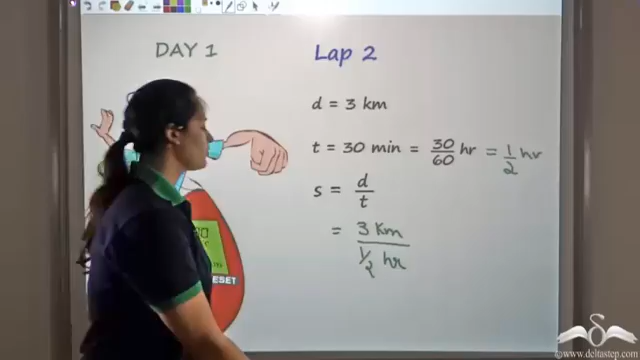 DAY 1
Lap 2
d = 3 km
t = 30 min = 30/60 hr = 1/2 hr
s = d/t
= 3 Km / 1/2 hr
RESET
©www.deltastep.com